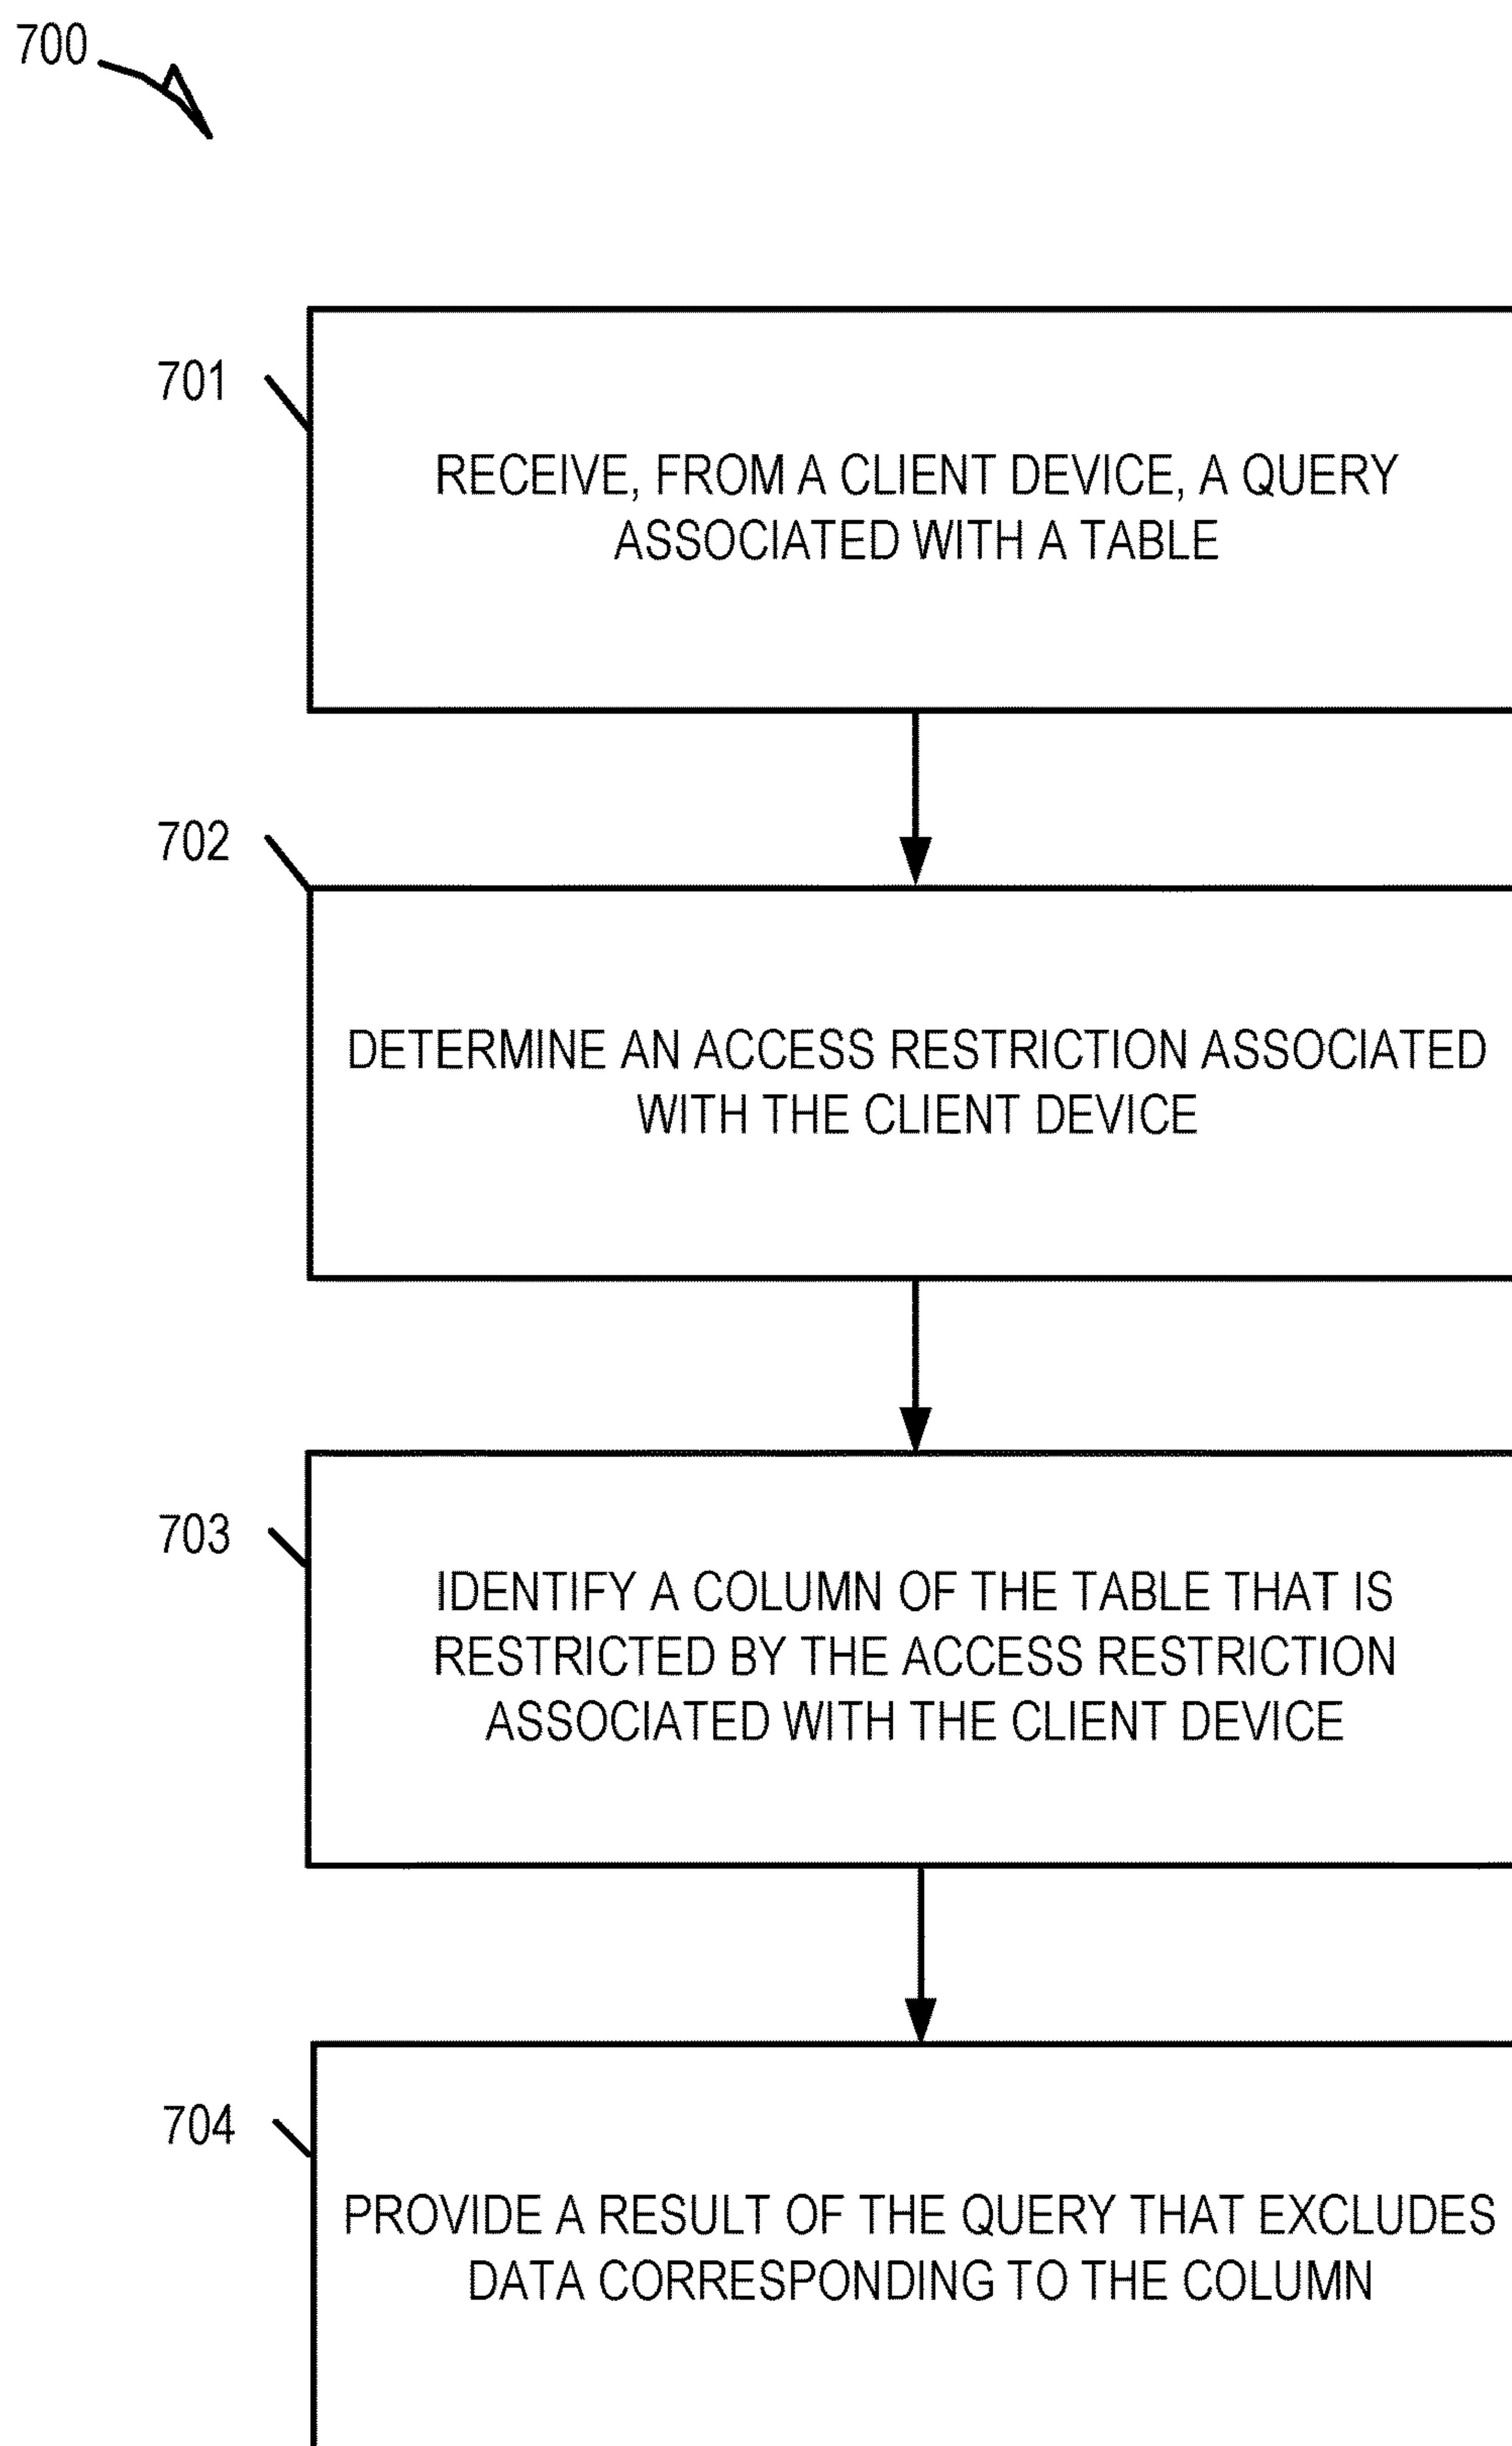 700
701
RECEIVE, FROM A CLIENT DEVICE, A QUERY
ASSOCIATED WITH A TABLE
702
DETERMINE AN ACCESS RESTRICTION ASSOCIATED
WITH THE CLIENT DEVICE
703
IDENTIFY A COLUMN OF THE TABLE THAT IS
RESTRICTED BY THE ACCESS RESTRICTION
ASSOCIATED WITH THE CLIENT DEVICE
704
PROVIDE A RESULT OF THE QUERY THAT EXCLUDES
DATA CORRESPONDING TO THE COLUMN